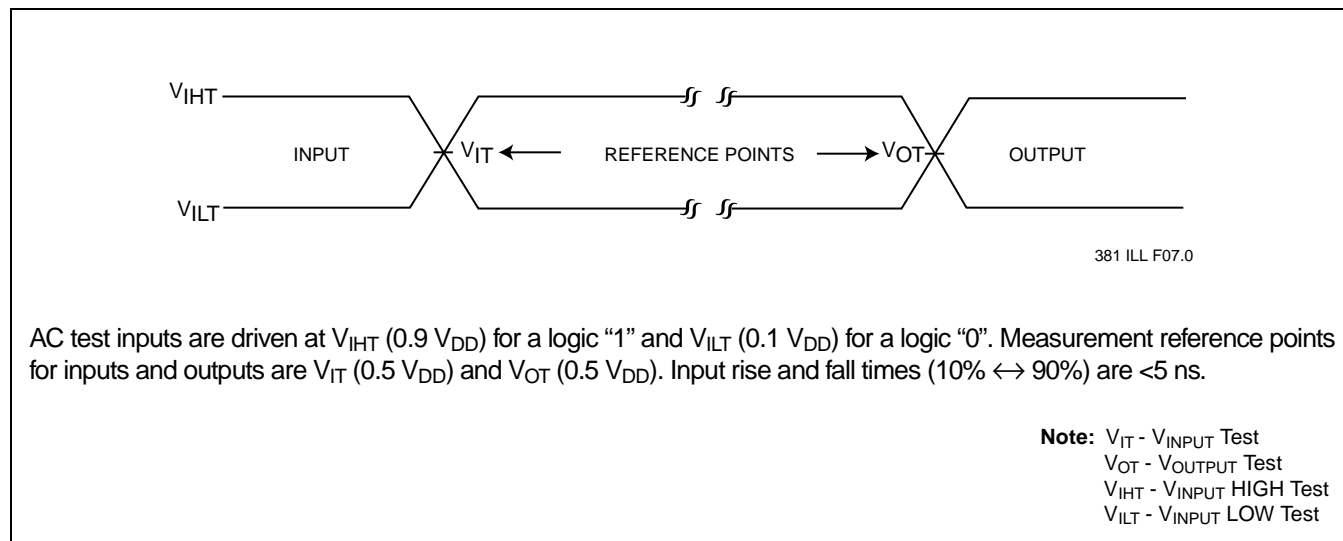 VIHT
INPUT
VIT
REFERENCE POINTS
VOT
OUTPUT
VILT
381 ILL F07.0
AC test inputs are driven at VIHT (0.9 VDD) for a logic “1” and VILT (0.1 VDD) for a logic “0”. Measurement reference points
for inputs and outputs are VIT (0.5 VDD) and VOT (0.5 VDD). Input rise and fall times (10% ↔ 90%) are <5 ns.
Note: VIT - VINPUT Test
VOT - VOUTPUT Test
VIHT - VINPUT HIGH Test
VILT - VINPUT LOW Test